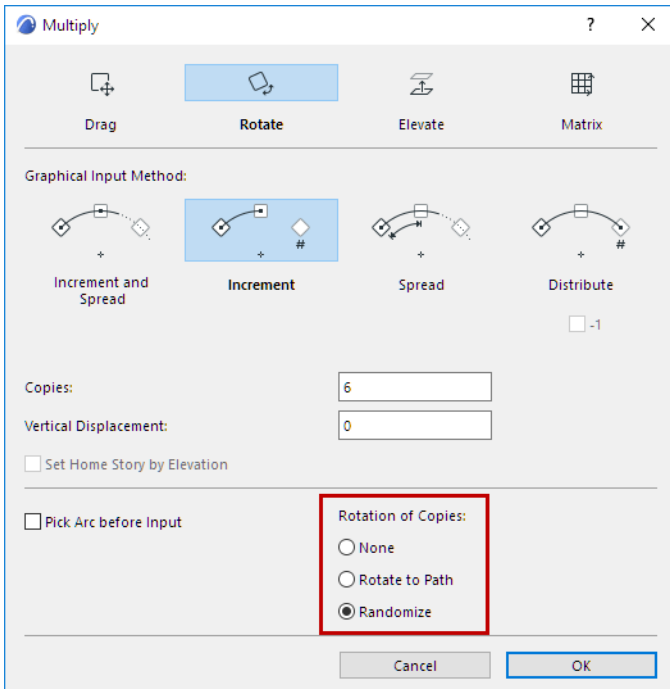 Multiply
?
Drag
Rotate
Elevate
Matrix
Graphical Input Method:
#
#
Increment and
Spread
Increment
Spread
Distribute
-1
Copies:
6
Vertical Displacement:
0
Set Home Story by Elevation
Pick Arc before Input
Rotation of Copies:
None
Rotate to Path
Randomize
Cancel
OK